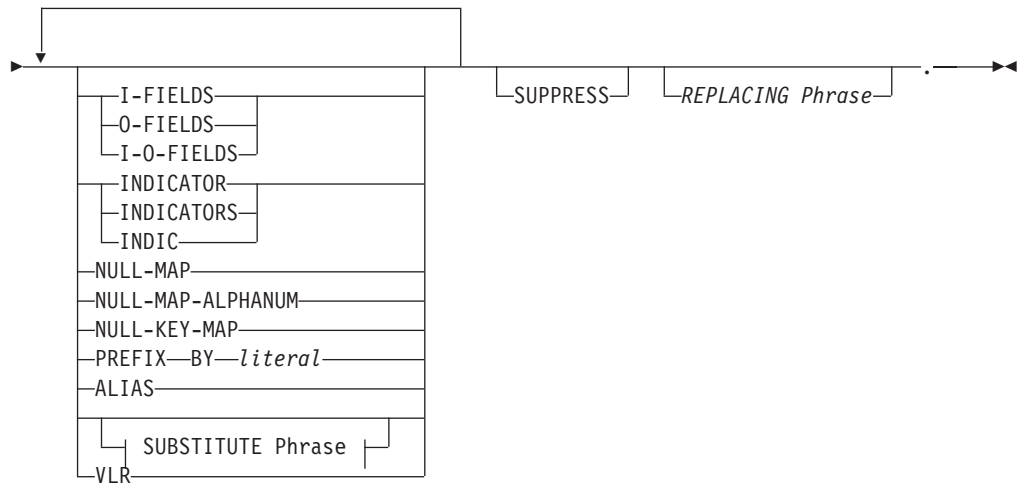 I-FIELDS
SUPPRESS
REPLACING Phrase
.
O-FIELDS
I-O-FIELDS
INDICATOR
INDICATORS
INDIC
NULL-MAP
NULL-MAP-ALPHANUM
NULL-KEY-MAP
PREFIX BY literal
ALIAS
SUBSTITUTE Phrase
VLR